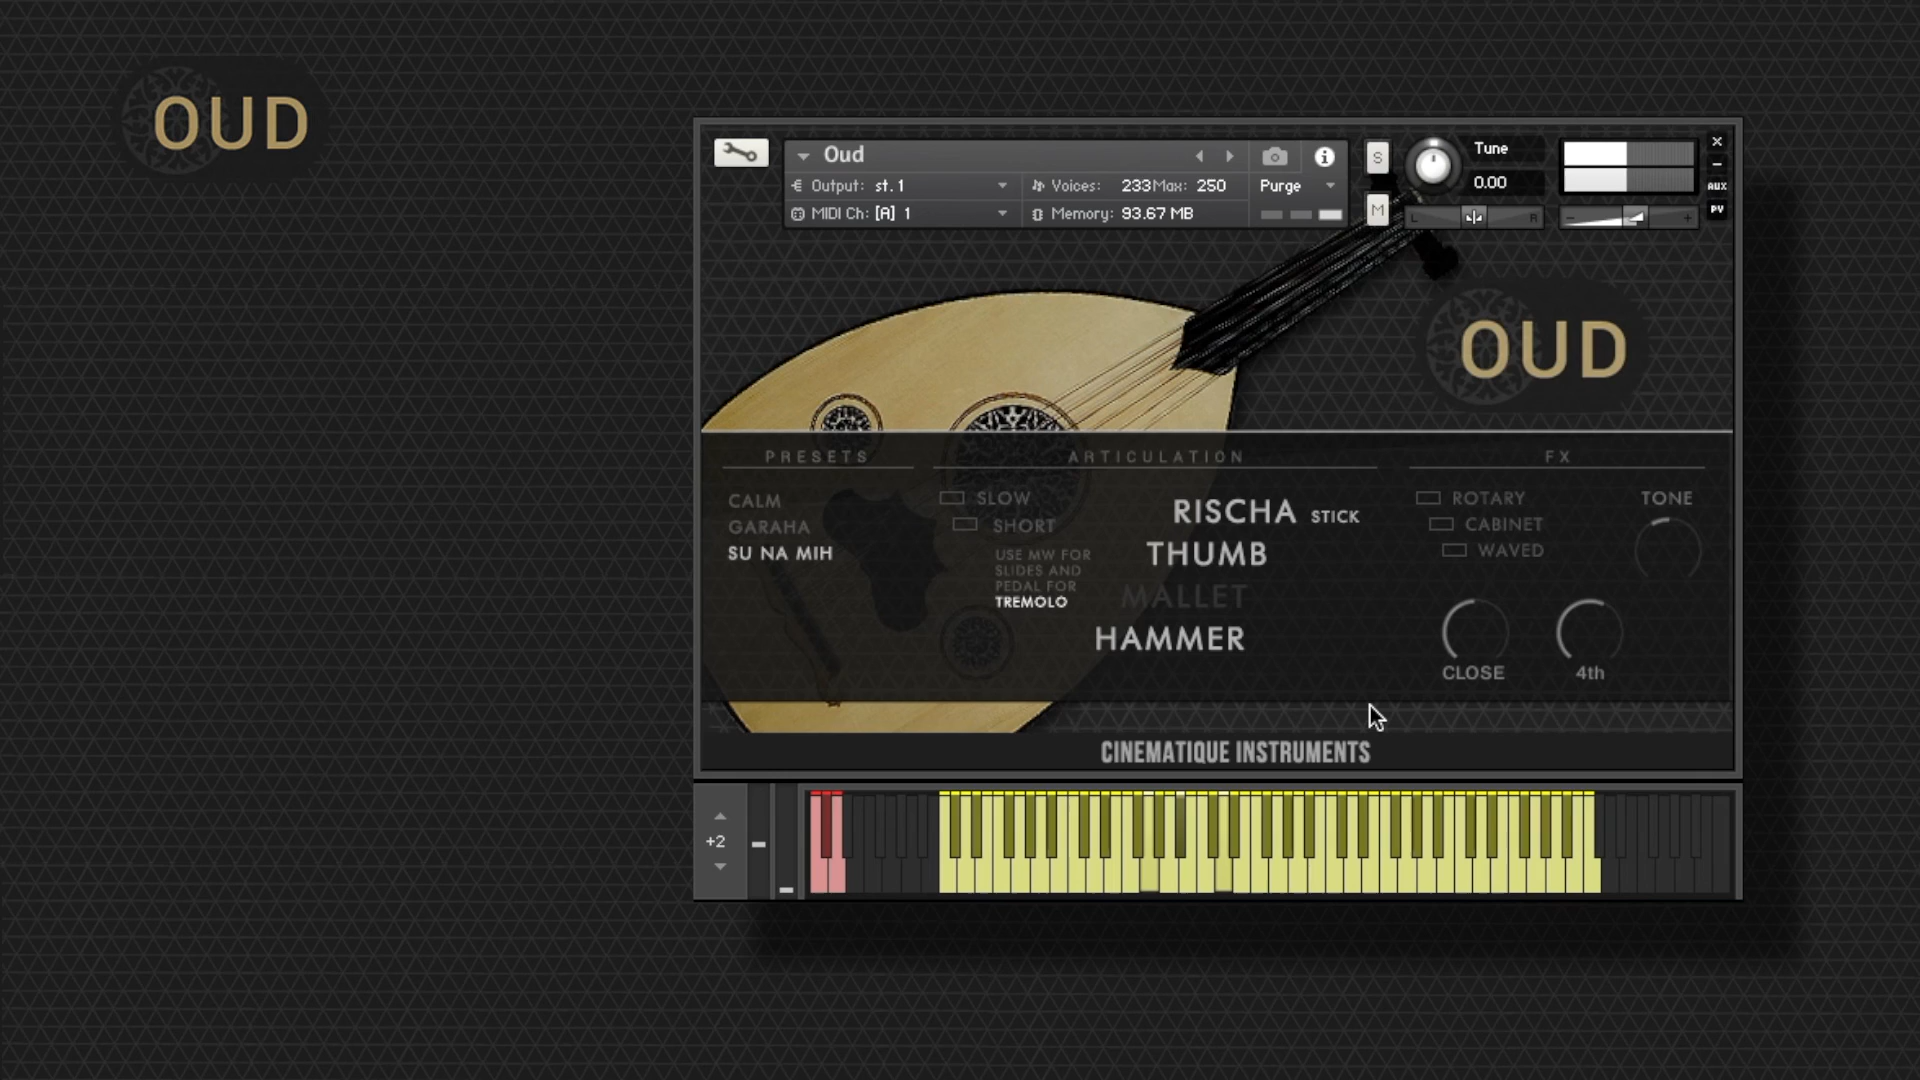 OUD
Oud
Output: st.1
Voices: 233 Max: 250
Purge
MIDI Ch: [A] 1
Memory: 93.67 MB
S
M
Tune
0.00
L
R
AUX
PV
OUD
PRESETS
CALM
GARAHA
SU NA MIH
ARTICULATION
SLOW
SHORT
USE MW FOR
SLIDES AND
PEDAL FOR
TREMOLO
RISCHA STICK
THUMB
MALLET
HAMMER
FX
ROTARY
CABINET
WAVED
TONE
CLOSE
4th
CINEMATIQUE INSTRUMENTS
+2